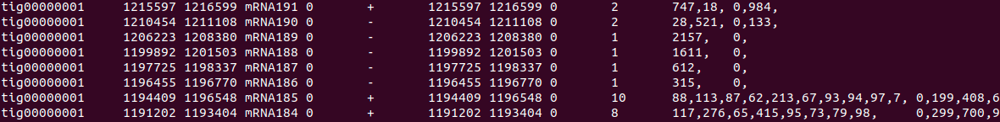 tig00000001 1215597 1216599 mRNA191 0 + 1215597 1216599 0 2 747,18, 0,984,
tig00000001 1210454 1211108 mRNA190 0 - 1210454 1211108 0 2 28,521, 0,133,
tig00000001 1206223 1208380 mRNA189 0 - 1206223 1208380 0 1 2157, 0,
tig00000001 1199892 1201503 mRNA188 0 - 1199892 1201503 0 1 1611, 0,
tig00000001 1197725 1198337 mRNA187 0 - 1197725 1198337 0 1 612, 0,
tig00000001 1196455 1196770 mRNA186 0 - 1196455 1196770 0 1 315, 0,
tig00000001 1194409 1196548 mRNA185 0 + 1194409 1196548 0 10 88,113,87,62,213,67,93,94,97,7, 0,199,408,6
tig00000001 1191202 1193404 mRNA184 0 + 1191202 1193404 0 8 117,276,65,415,95,73,79,98, 0,299,700,9